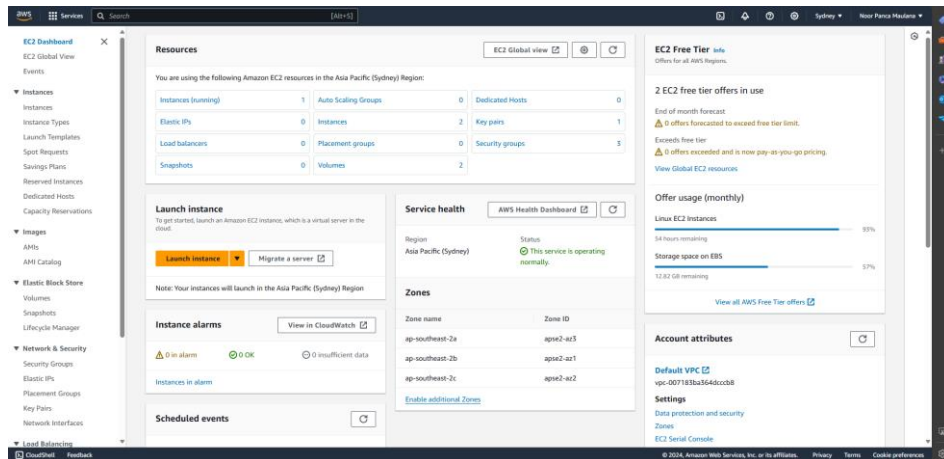 aws
Services
Search
[Alt+S]
Sydney
Noor Panca Maulana
EC2 Dashboard
EC2 Global View
Events
Instances
Instances
Instance Types
Launch Templates
Spot Requests
Savings Plans
Reserved Instances
Dedicated Hosts
Capacity Reservations
Images
AMIs
AMI Catalog
Elastic Block Store
Volumes
Snapshots
Lifecycle Manager
Network & Security
Security Groups
Elastic IPs
Placement Groups
Key Pairs
Network Interfaces
Load Balancing
Resources
EC2 Global view
You are using the following Amazon EC2 resources in the Asia Pacific (Sydney) Region:
Instances (running) 1 Auto Scaling Groups 0 Dedicated Hosts 0
Elastic IPs 0 Instances 2 Key pairs 1
Load balancers 0 Placement groups 0 Security groups 3
Snapshots 0 Volumes 2
Launch instance
To get started, launch an Amazon EC2 instance, which is a virtual server in the
cloud.
Launch instance
Migrate a server
Note: Your instances will launch in the Asia Pacific (Sydney) Region
Instance alarms
View in CloudWatch
0 in alarm 0 OK 0 insufficient data
Instances in alarm
Scheduled events
Service health
AWS Health Dashboard
Region Status
Asia Pacific (Sydney) This service is operating
normally.
Zones
Zone name Zone ID
ap-southeast-2a apse2-az3
ap-southeast-2b apse2-az1
ap-southeast-2c apse2-az2
Enable additional Zones
EC2 Free Tier Info
Offers for all AWS Regions.
2 EC2 free tier offers in use
End of month forecast
0 offers forecasted to exceed free tier limit.
Exceeds free tier
0 offers exceeded and is now pay-as-you-go pricing.
View Global EC2 resources
Offer usage (monthly)
Linux EC2 Instances
93%
54 hours remaining
Storage space on EBS
57%
12.82 GB remaining
View all AWS Free Tier offers
Account attributes
Default VPC
vpc-007183ba364dcccb8
Settings
Data protection and security
Zones
EC2 Serial Console
CloudShell Feedback
© 2024, Amazon Web Services, Inc. or its affiliates. Privacy Terms Cookie preferences